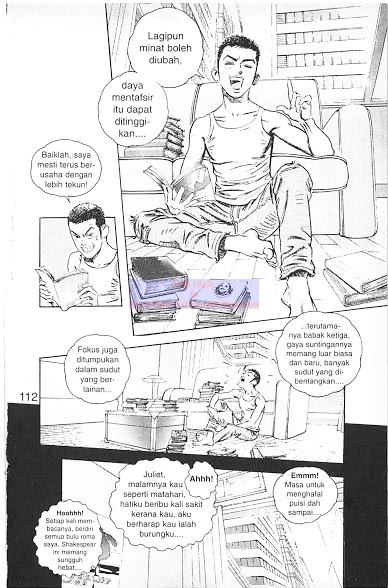 Lagipun
minat boleh
diubah,
daya
mentafsir
itu dapat
ditinggi-
kan....
Baiklah, saya
mesti terus ber-
usaha dengan
lebih tekun!
...terutama-
nya babak ketiga,
gaya suntingannya
memang luar biasa
dan baru, banyak
sudut yang di-
bentangkan....
Fokus juga
ditumpukan
dalam sudut
yang ber-
lainan...
112
Emmm!
Masa untuk
menghafal
puisi dah
sampai....
Ahhh!
Juliet,
malamnya kau
seperti matahari,
hatiku beribu kali sakit
kerana kau, aku
berharap kau ialah
burungku....
Hoohhh!
Setiap kali mem-
bacanya, berdiri
semua bulu roma
saya, Shakespear
ini memang
sungguh
hebat....